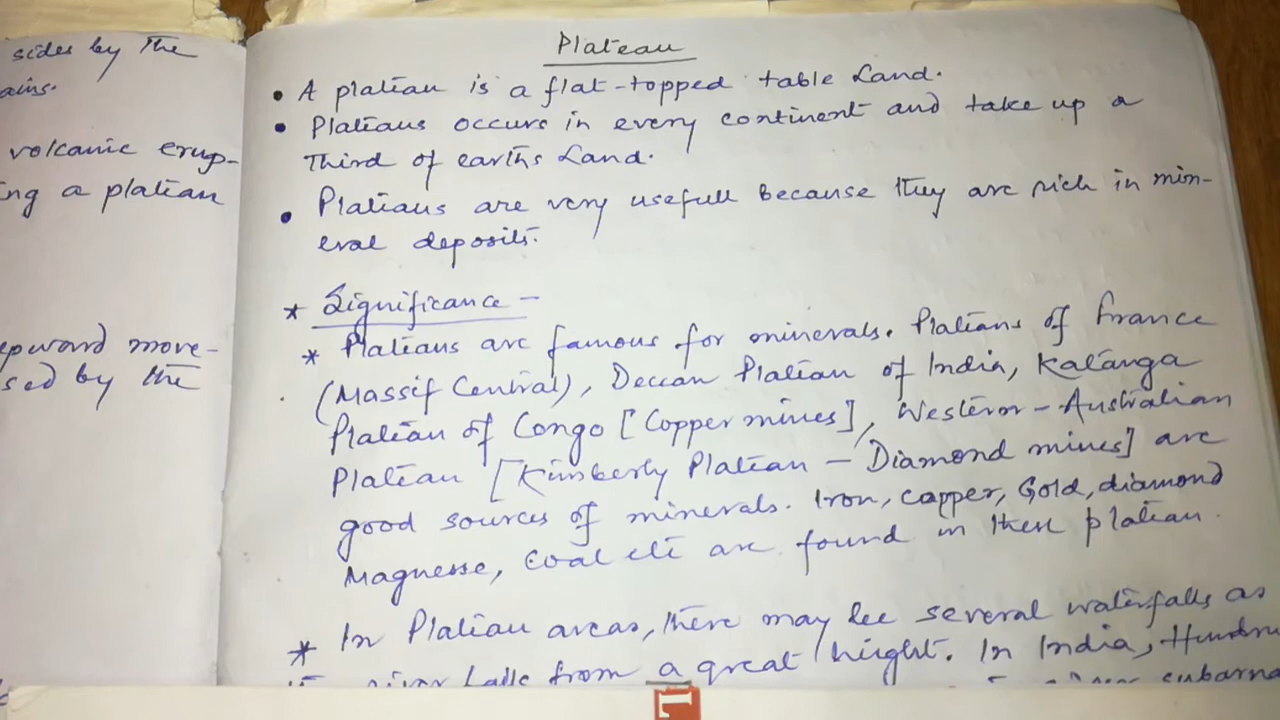 sides by the
ains.
volcanic erup-
ing a plateau
upward move-
sed by the
Plateau
• A plateau is a flat-topped table Land.
• Plateaus occurs in every continent and take up a
Third of earths Land.
• Plateaus are very usefull because they are rich in min-
eral deposits.
* Significance -
* Plateaus are famous for minerals. Plateaus of France
(Massif Central), Deccan Plateau of India, Katanga
Plateau of Congo [Copper mines], Western-Australian
Plateau [Kimberly Plateau - Diamond mines] are
good sources of minerals. Iron, Copper, Gold, diamond
Magnesse, Coal etc are found in these plateau.
* In Plateau areas, there may be several waterfalls as
river falls from a great height. In India, Hundru
subarna